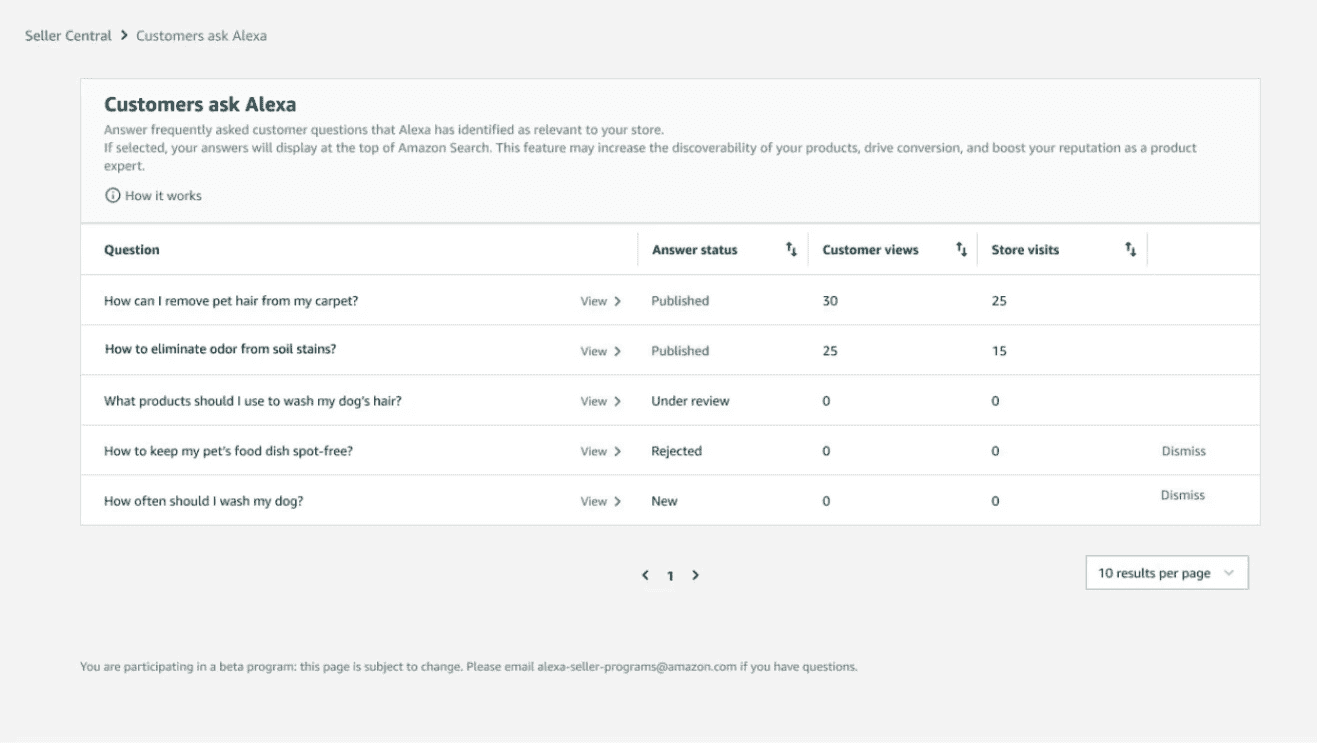 Seller Central > Customers ask Alexa
Customers ask Alexa
Answer frequently asked customer questions that Alexa has identified as relevant to your store.
If selected, your answers will display at the top of Amazon Search. This feature may increase the discoverability of your products, drive conversion, and boost your reputation as a product
expert.
How it works
Question Answer status Customer views Store visits
How can I remove pet hair from my carpet? View > Published 30 25
How to eliminate odor from soil stains? View > Published 25 15
What products should I use to wash my dog's hair? View > Under review 0 0
How to keep my pet's food dish spot-free? View > Rejected 0 0 Dismiss
How often should I wash my dog? View > New 0 0 Dismiss
< 1 >
10 results per page
You are participating in a beta program: this page is subject to change. Please email alexa-seller-programs@amazon.com if you have questions.